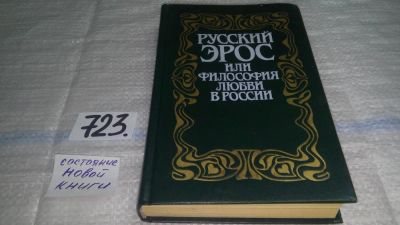 РУССКИЙ
ЭРОС
ИЛИ
ФИЛОСОФИЯ
ЛЮБВИ
В РОССИИ
723.
состояние
новой
книги